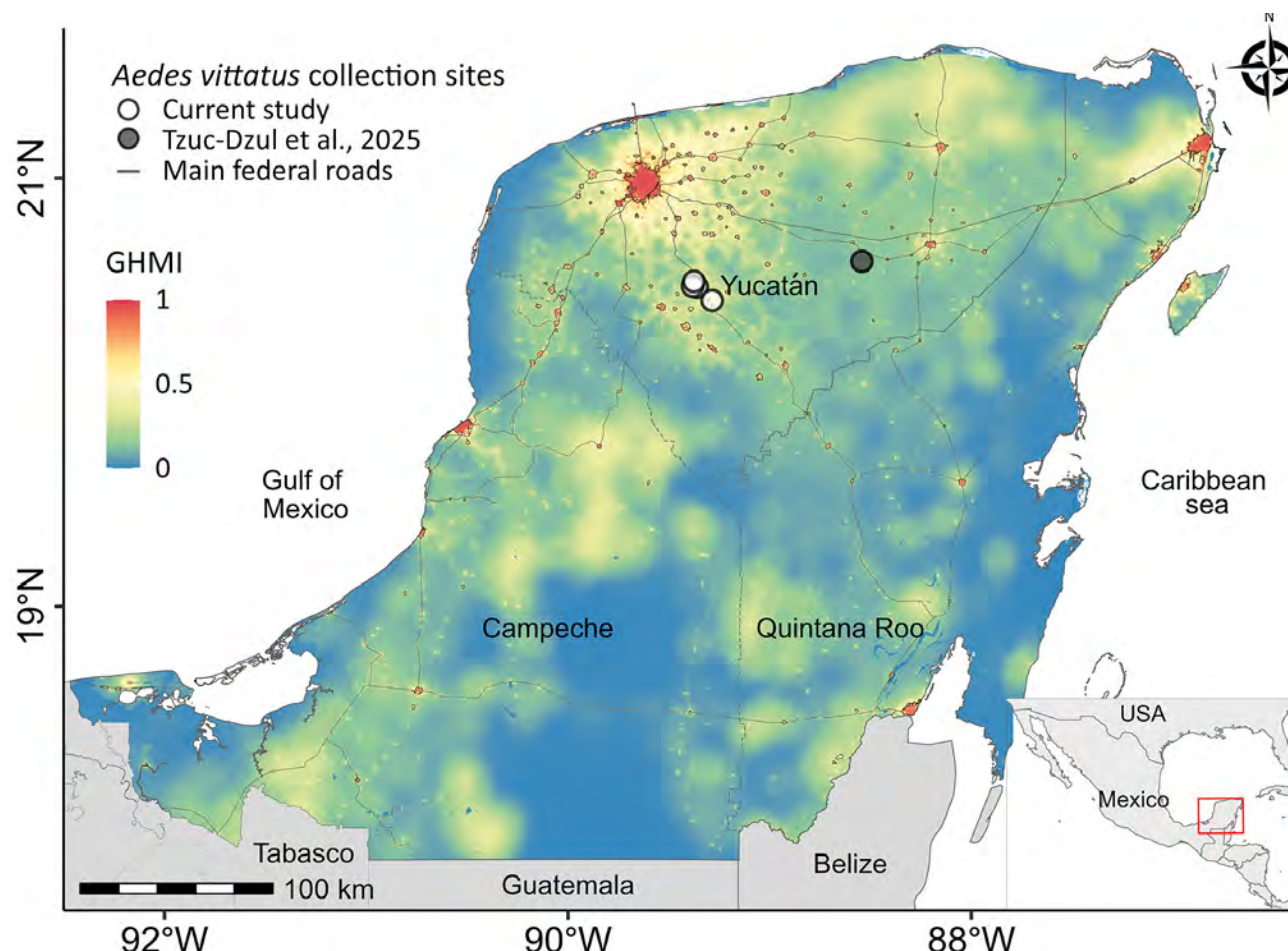 N
Aedes vittatus collection sites
Current study
Tzuc-Dzul et al., 2025
Main federal roads
21°N
GHMI
1
0.5
0
Yucatán
Gulf of
Mexico
Caribbean
sea
19°N
Campeche
Quintana Roo
USA
Mexico
Tabasco
Belize
100 km
Guatemala
92°W
90°W
88°W